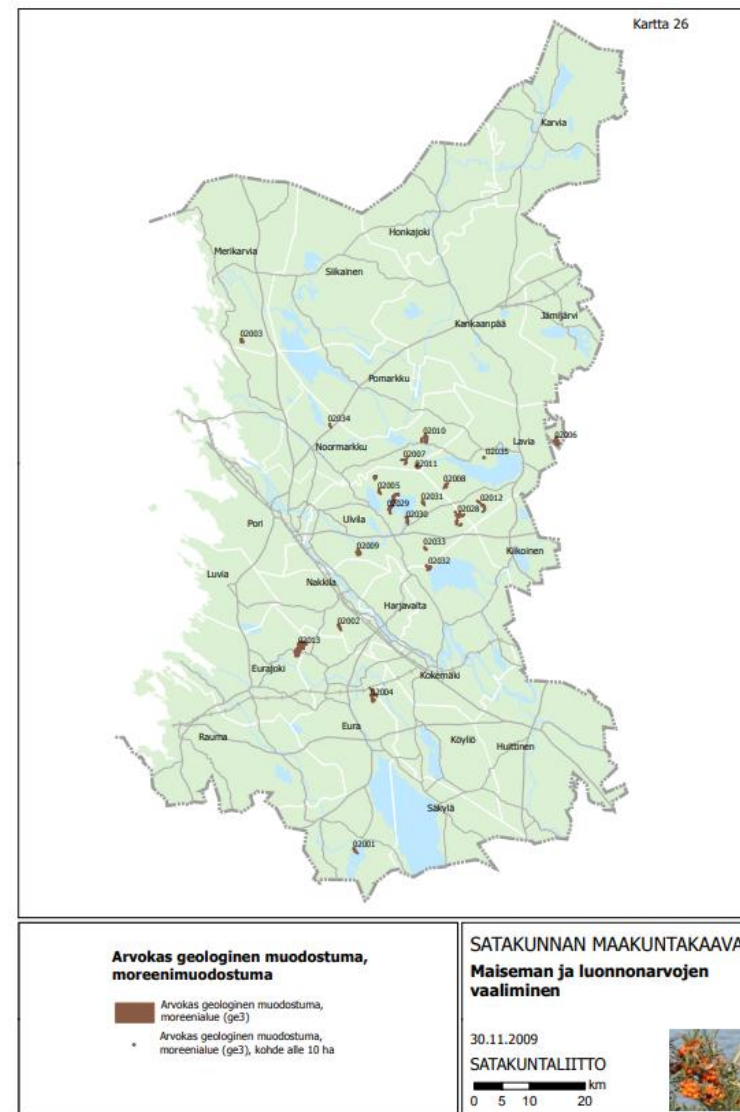 Kartta 26
Karvia
Honkajoki
Merikarvia
Siikainen
Jämijärvi
Kankaanpää
02003
Pomarkku
02034
02010
Lavia
02006
Noormarkku
02007
02035
02011
02005
02008
02031
02012
02029
02028
Ulvila
02030
Pori
02033
02009
Kiikoinen
02032
Luvia
Nakkila
Harjavalta
02002
02013
Eurajoki
Kokemäki
02004
Eura
Rauma
Köyliö
Huittinen
Säkylä
02001
Arvokas geologinen muodostuma,
moreenimuodostuma
Arvokas geologinen muodostuma,
moreenialue (ge3)
Arvokas geologinen muodostuma,
moreenialue (ge3), kohde alle 10 ha
SATAKUNNAN MAAKUNTAKAAVA
Maiseman ja luonnonarvojen
vaaliminen
30.11.2009
SATAKUNTALIITTO
km
0 5 10 20